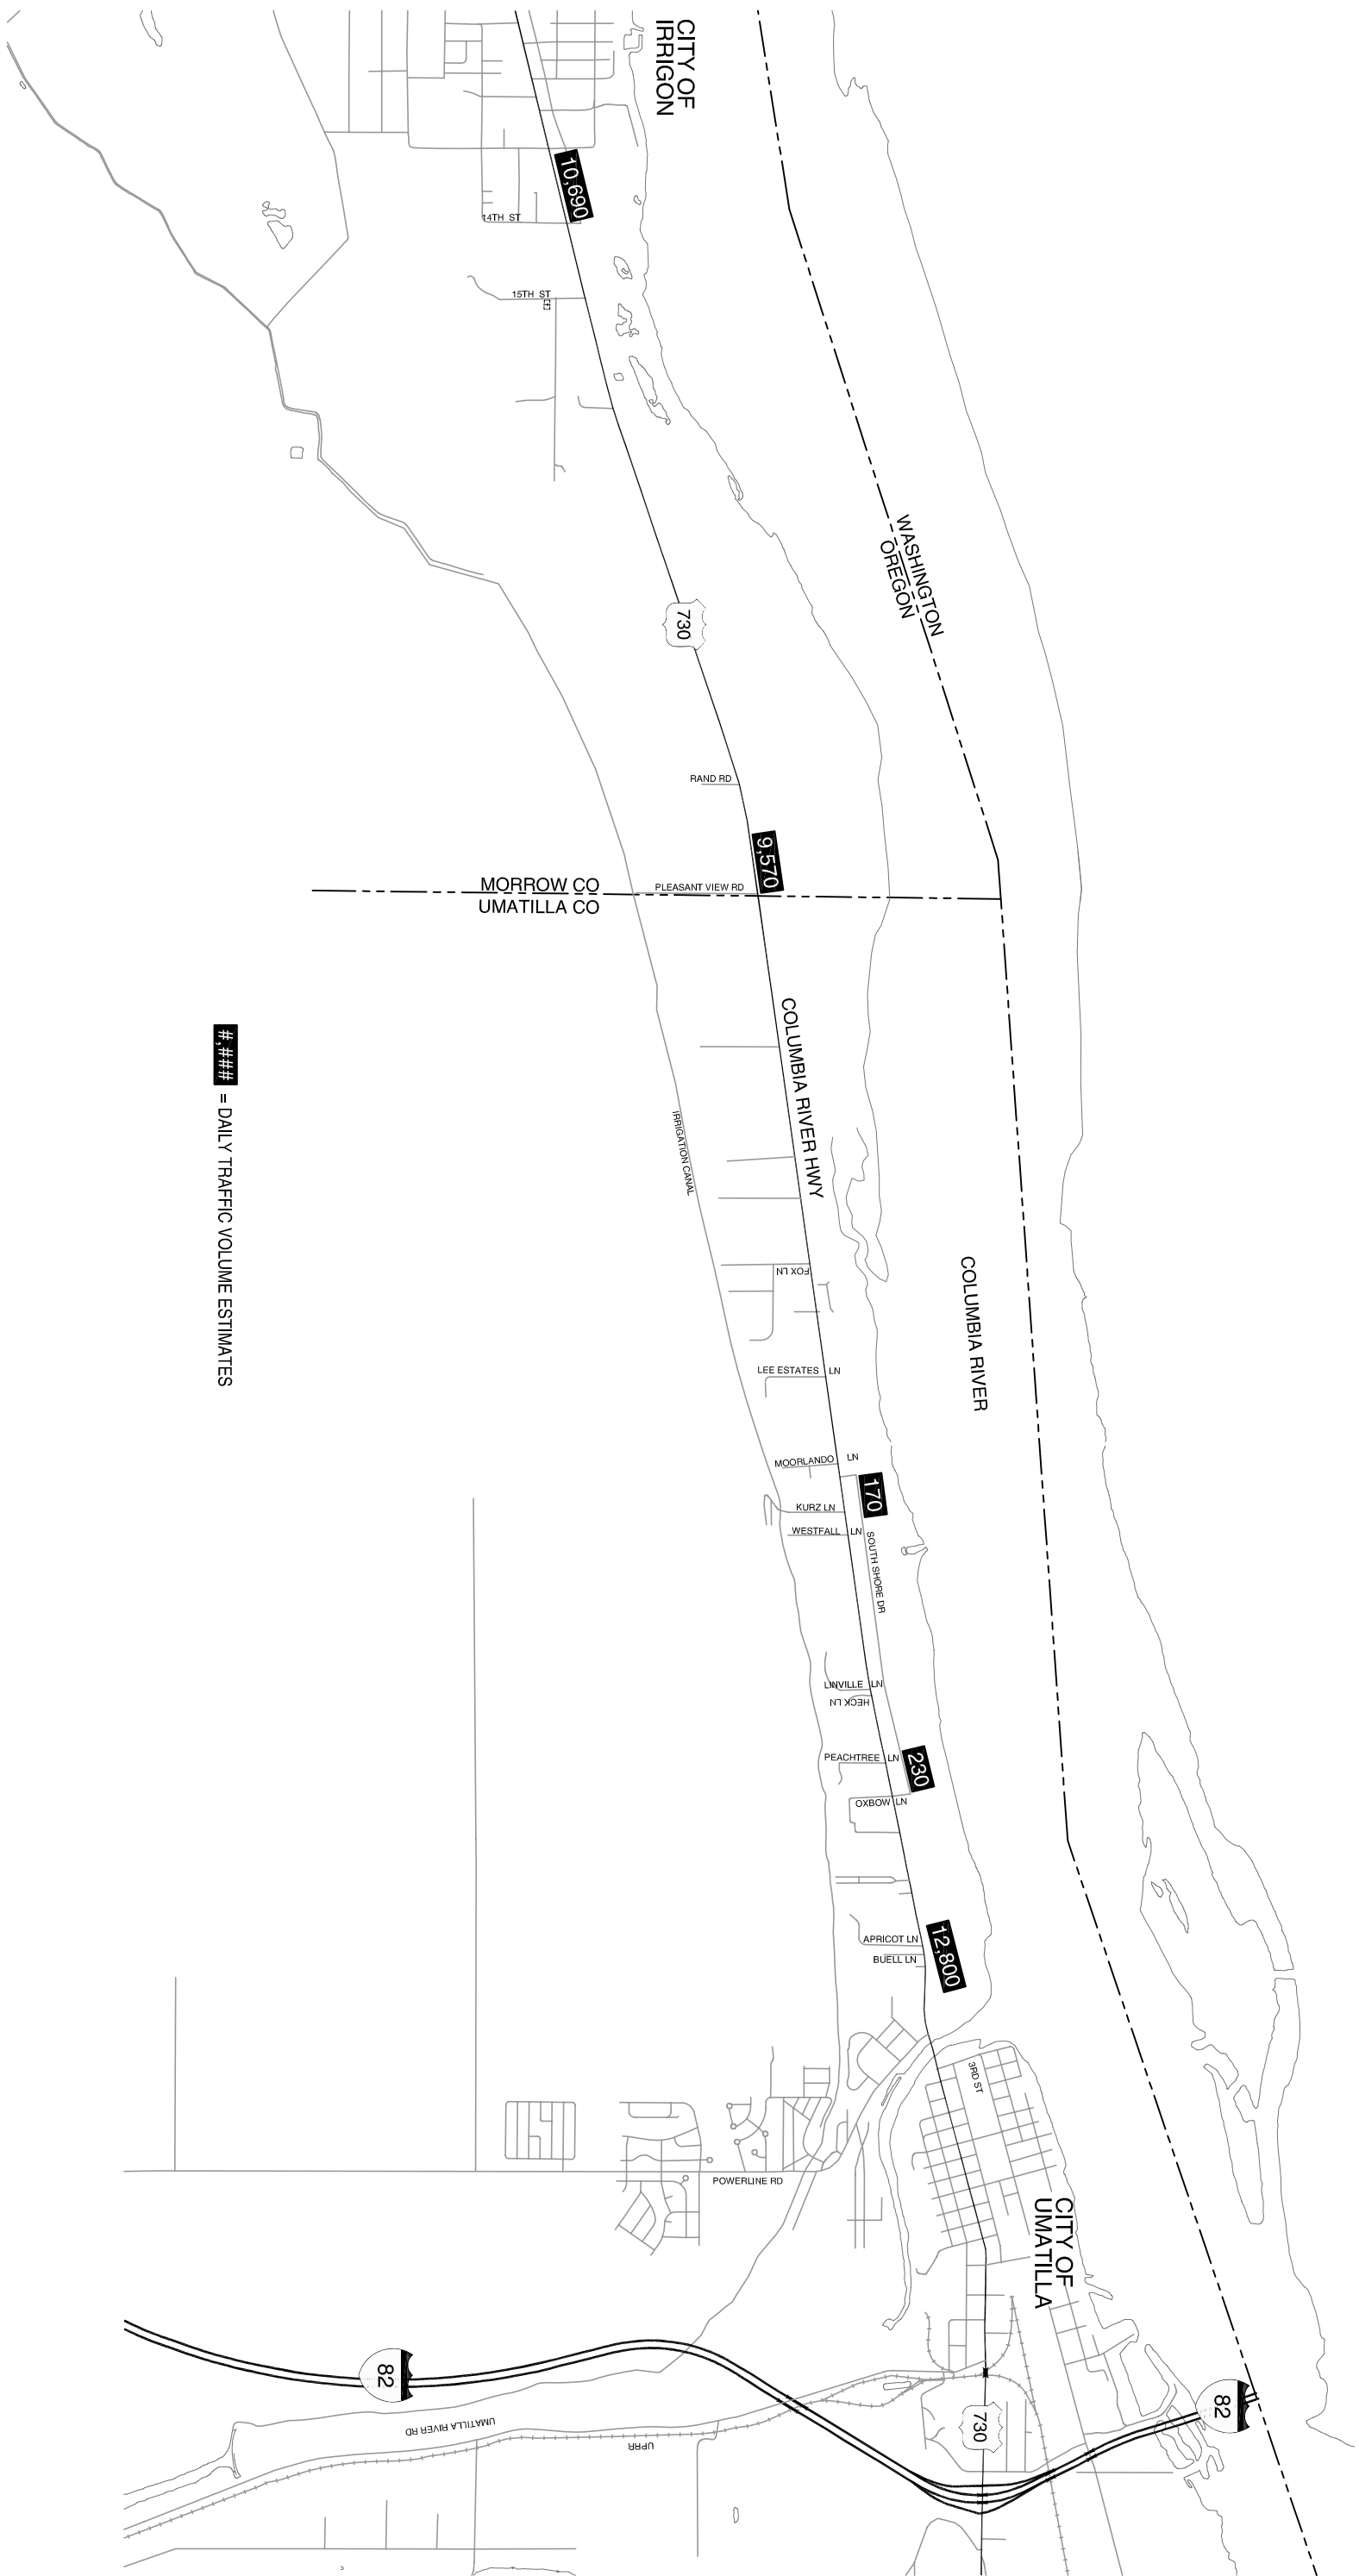 CITY OF
IRRIGON
10,690
14TH ST
15TH ST
WASHINGTON
OREGON
730
RAND RD
9,570
MORROW CO
PLEASANT VIEW RD
UMATILLA CO
COLUMBIA RIVER HWY
#,### = DAILY TRAFFIC VOLUME ESTIMATES
IRRIGATION CANAL
COLUMBIA RIVER
FOX LN
LEE ESTATES LN
MOORLANDO LN
170
KURZ LN
WESTFALL LN
SOUTH SHORE DR
LINVILLE LN
HECK LN
PEACHTREE LN
230
OXBOW LN
12,800
APRICOT LN
BUELL LN
3RD ST
POWERLINE RD
CITY OF
UMATILLA
82
82
730
UMATILLA RIVER RD
UPRR